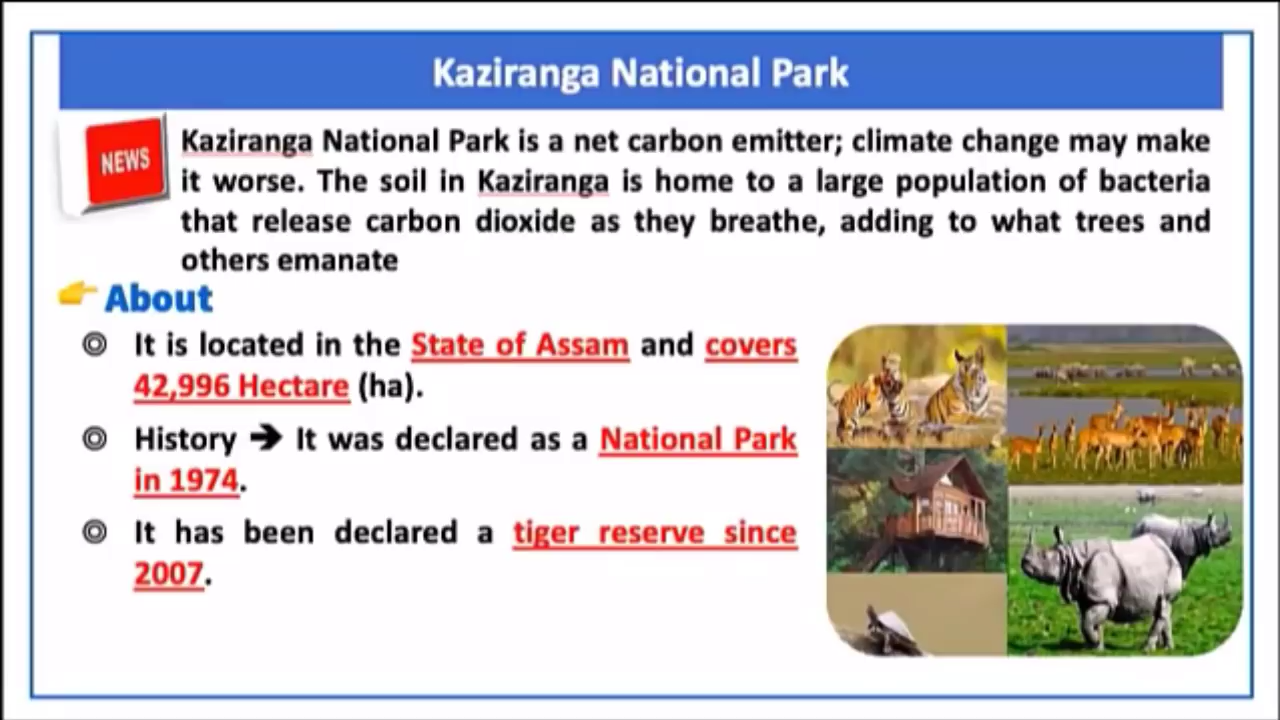 Kaziranga National Park
NEWS
Kaziranga National Park is a net carbon emitter; climate change may make
it worse. The soil in Kaziranga is home to a large population of bacteria
that release carbon dioxide as they breathe, adding to what trees and
others emanate
About
It is located in the State of Assam and covers
42,996 Hectare (ha).
History ➔ It was declared as a National Park
in 1974.
It has been declared a tiger reserve since
2007.